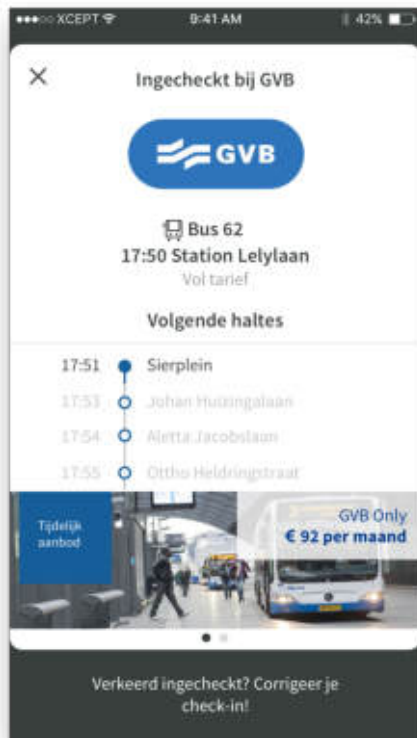 XCEPT 9:41 AM 42%
Ingecheckt bij GVB
GVB
Bus 62
17:50 Station Lelylaan
Vol tarief
Volgende haltes
17:51 Sierplein
17:53 Johan Huizingalaan
17:54 Aletta Jacobslaan
17:55 Ottho Heldringstraat
Tijdelijk
aanbod
GVB Only
€ 92 per maand
Verkeerd ingecheckt? Corrigeer je
check-in!